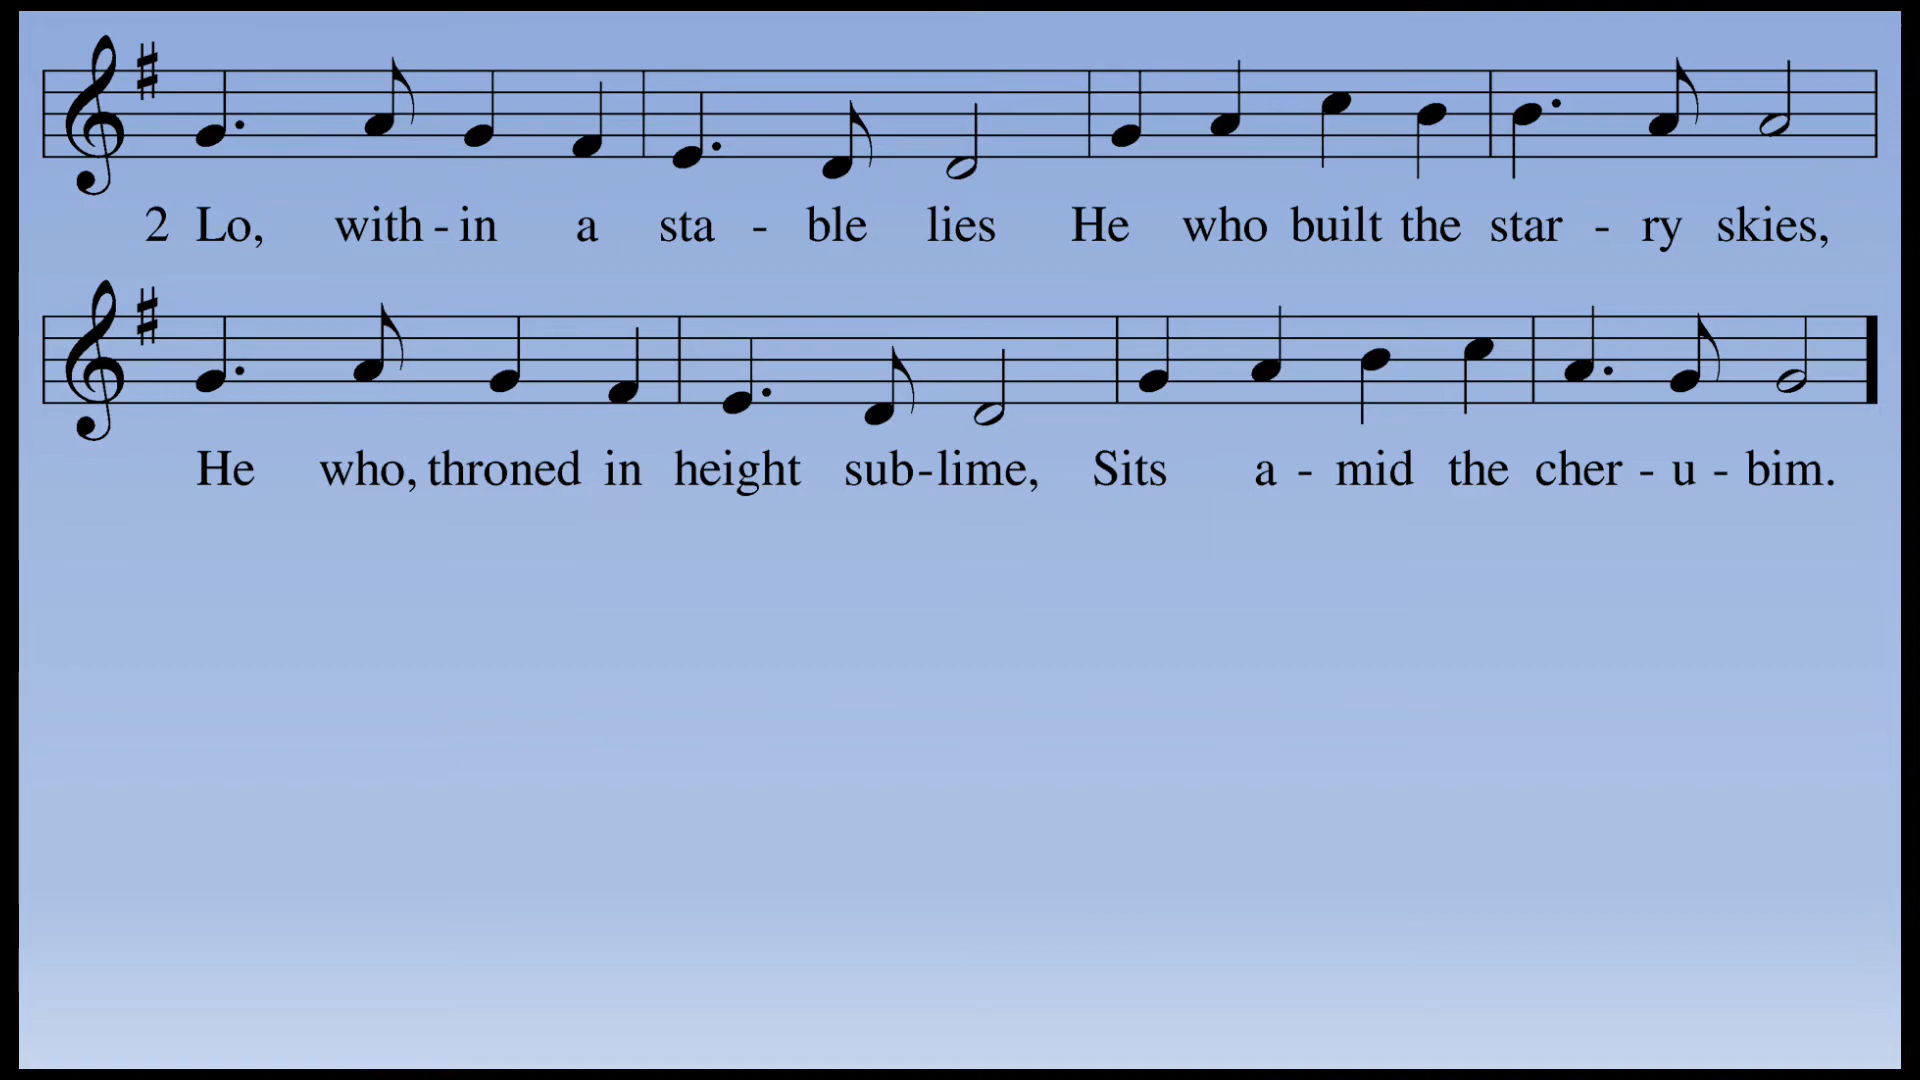 2 Lo, with - in a sta - ble lies He who built the star - ry skies,
He who, throned in height sub - lime, Sits a - mid the cher - u - bim.